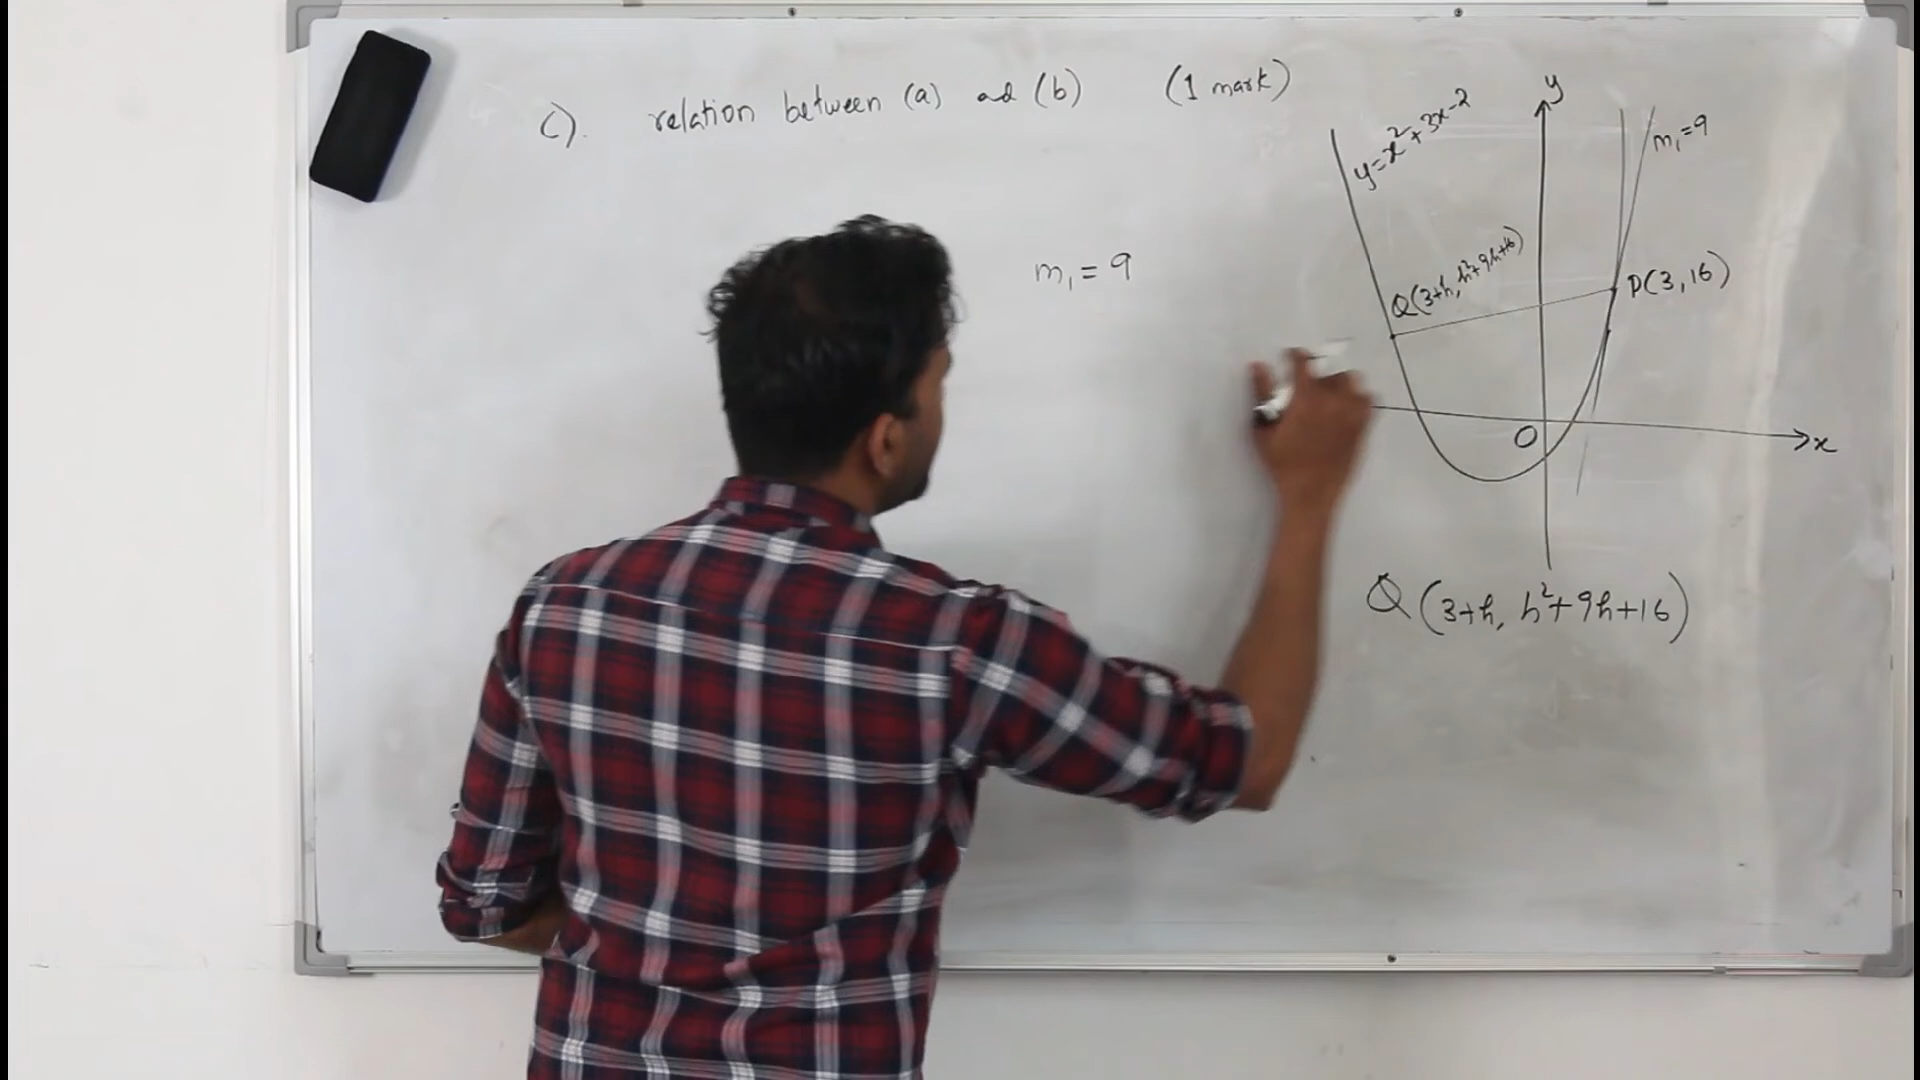 C). relation between (a) and (b) (1 mark)
m₁ = 9
y
y=x²+3x-2
m₁=9
Q(3+h, h²+9h+16)
P(3,16)
O
x
Q (3+h, h²+9h+16)